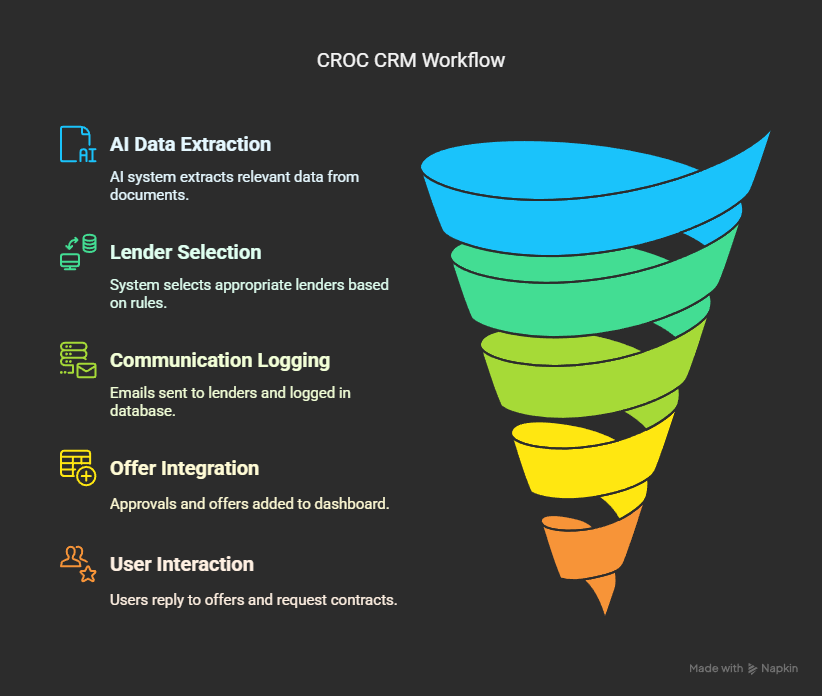 CROC CRM Workflow
AI
AI Data Extraction
AI system extracts relevant data from
documents.
Lender Selection
System selects appropriate lenders based
on rules.
Communication Logging
Emails sent to lenders and logged in
database.
Offer Integration
Approvals and offers added to dashboard.
User Interaction
Users reply to offers and request contracts.
Made with Napkin